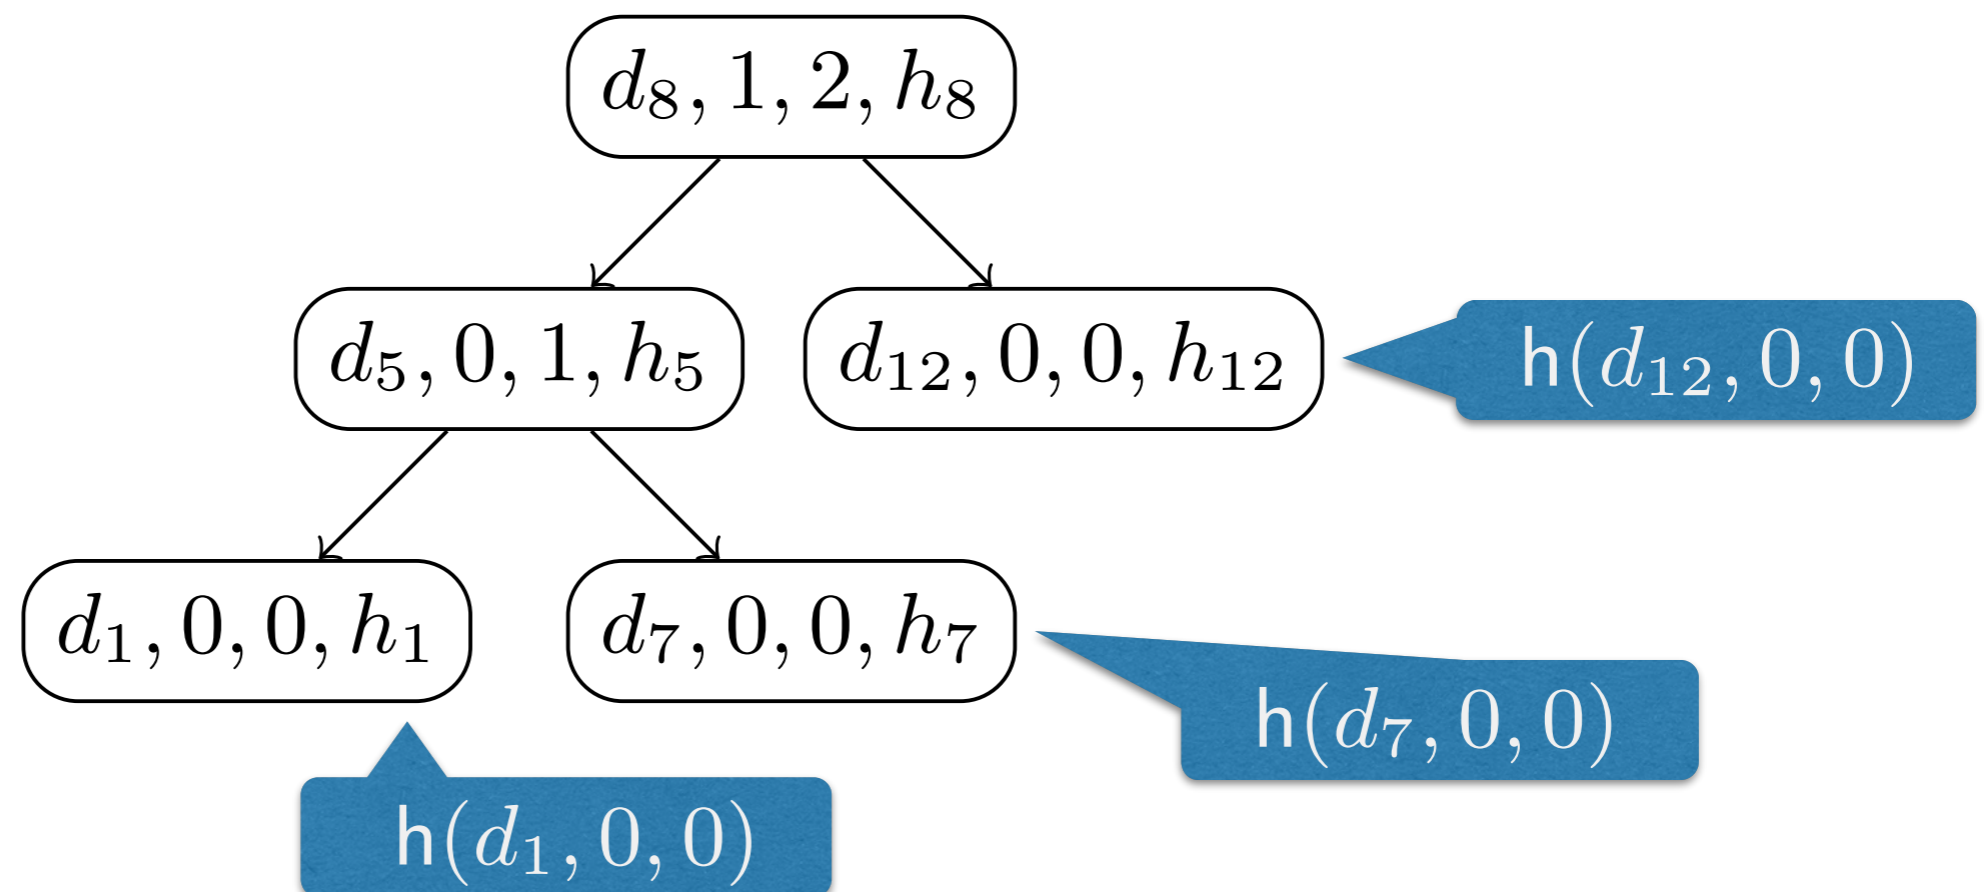 d₈, 1, 2, h₈
d₅, 0, 1, h₅
d₁₂, 0, 0, h₁₂
h(d₁₂, 0, 0)
d₁, 0, 0, h₁
d₇, 0, 0, h₇
h(d₇, 0, 0)
h(d₁, 0, 0)